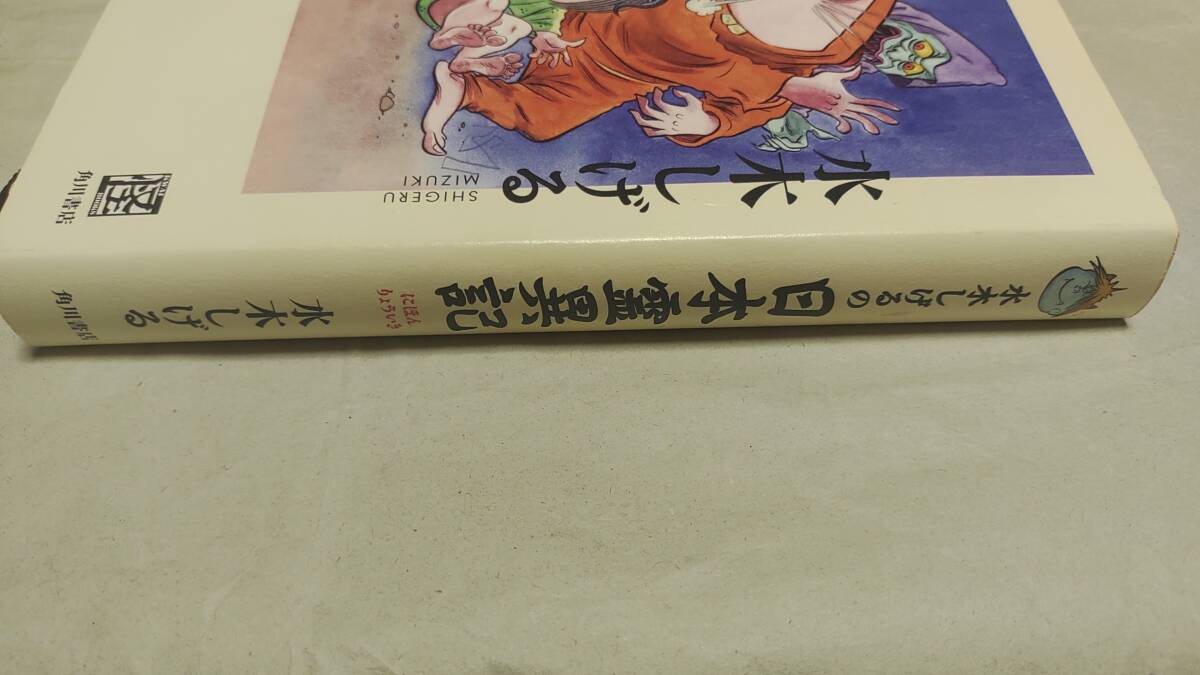 水木しげる
SHIGERU
MIZUKI
怪
角川書店
水木しげるの
日本靈異記
にほん
りょういき
水木しげる
角川書店